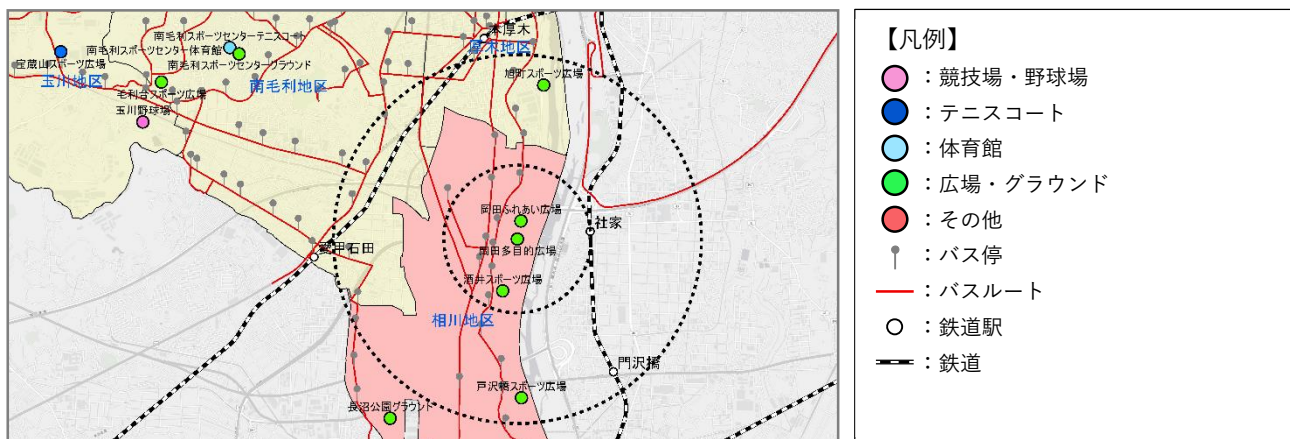 本厚木
厚木地区
南毛利スポーツセンターテニスコート
南毛利スポーツセンター体育館
南毛利スポーツセンターグラウンド
宝蔵山スポーツ広場
玉川地区
南毛利地区
旭町スポーツ広場
毛利台スポーツ広場
玉川野球場
岡田ふれあい広場
社家
岡田多目的広場
愛甲石田
酒井スポーツ広場
相川地区
門沢橋
戸沢橋スポーツ広場
長沼公園グラウンド
【凡例】
：競技場・野球場
：テニスコート
：体育館
：広場・グラウンド
：その他
：バス停
：バスルート
：鉄道駅
：鉄道